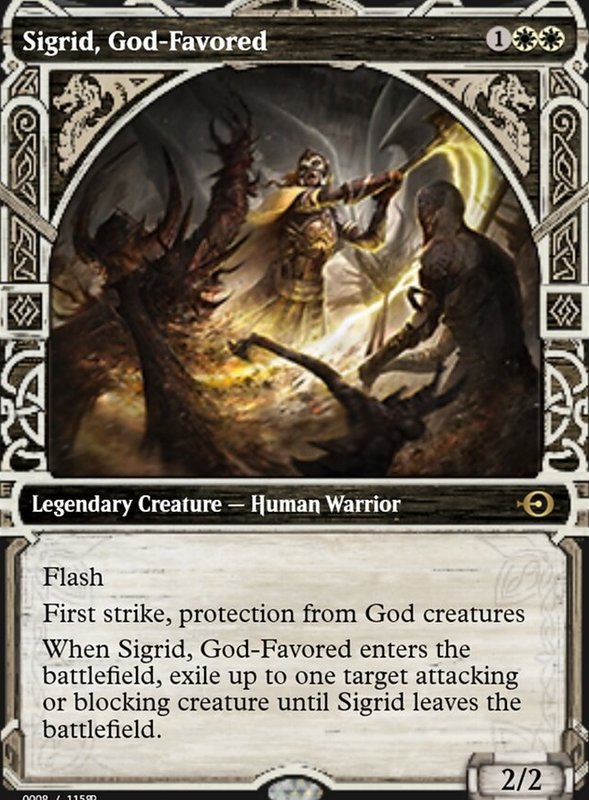 Sigrid, God-Favored
1
Legendary Creature — Human Warrior
Flash
First strike, protection from God creatures
When Sigrid, God-Favored enters the
battlefield, exile up to one target attacking
or blocking creature until Sigrid leaves the
battlefield.
2/2